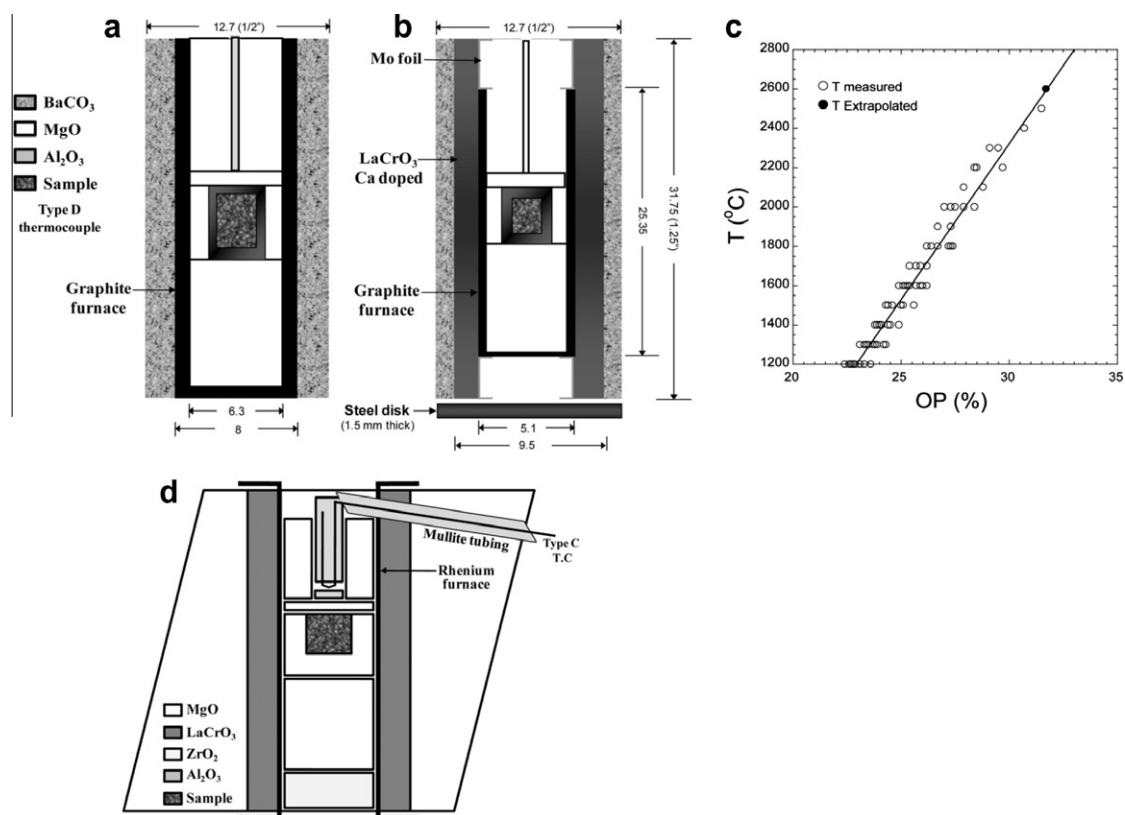 a
12.7 (1/2”)
BaCO₃
MgO
Al₂O₃
Sample
Type D
thermocouple
Graphite
furnace
6.3
8
b
12.7 (1/2”)
Mo foil
LaCrO₃
Ca doped
Graphite
furnace
25.35
31.75 (1.25”)
Steel disk
(1.5 mm thick)
5.1
9.5
c
2800
2600
2400
2200
2000
1800
1600
1400
1200
T (°C)
T measured
T Extrapolated
20
25
30
35
OP (%)
d
Mullite tubing
Type C
T.C
Rhenium
furnace
MgO
LaCrO₃
ZrO₂
Al₂O₃
Sample